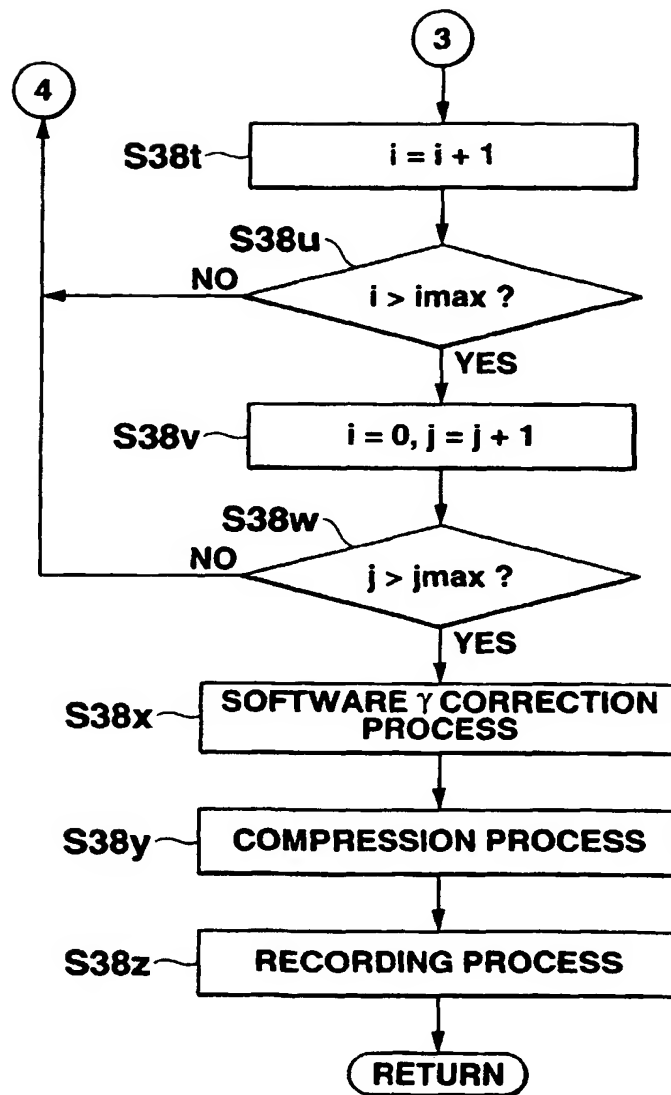 3
4
S38t
i = i + 1
S38u
NO
i > imax ?
YES
S38v
i = 0, j = j + 1
S38w
NO
j > jmax ?
YES
S38x
SOFTWARE γ CORRECTION
PROCESS
S38y
COMPRESSION PROCESS
S38z
RECORDING PROCESS
RETURN